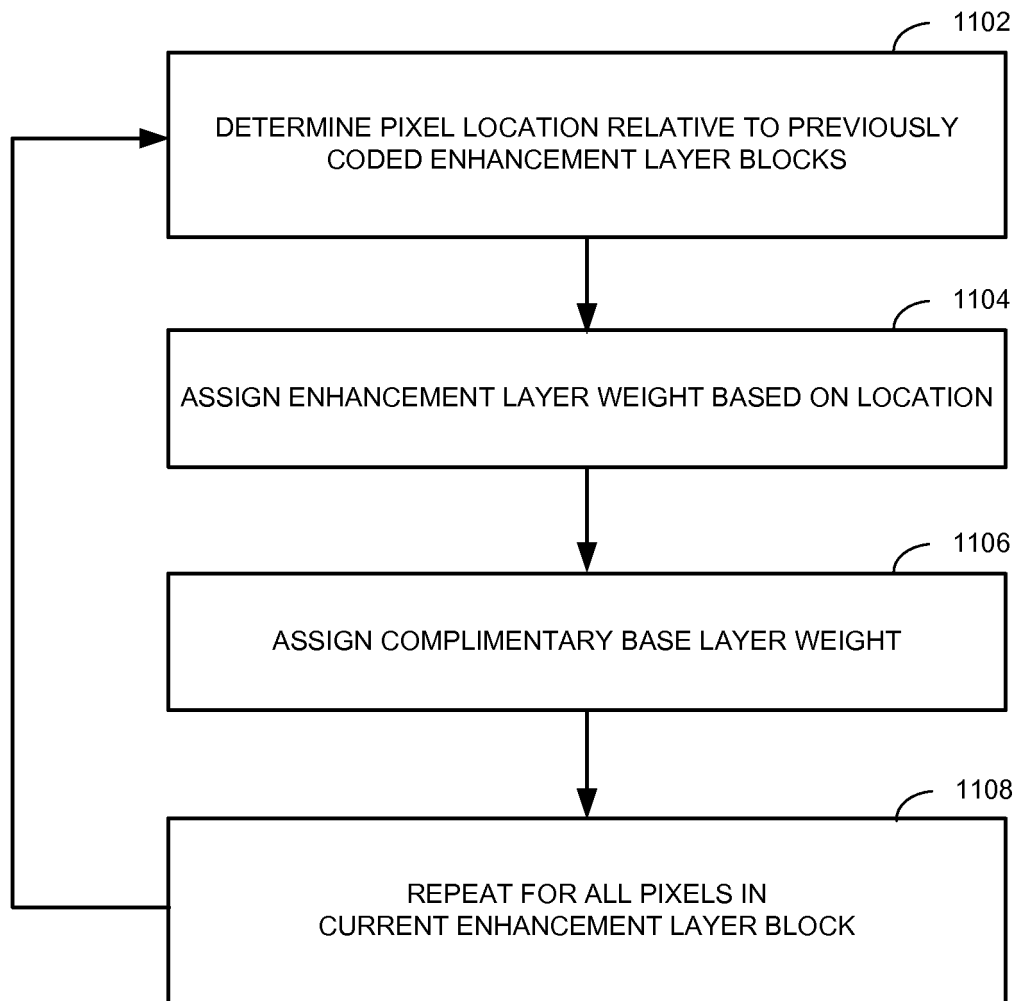 1102
DETERMINE PIXEL LOCATION RELATIVE TO PREVIOUSLY
CODED ENHANCEMENT LAYER BLOCKS
1104
ASSIGN ENHANCEMENT LAYER WEIGHT BASED ON LOCATION
1106
ASSIGN COMPLIMENTARY BASE LAYER WEIGHT
1108
REPEAT FOR ALL PIXELS IN
CURRENT ENHANCEMENT LAYER BLOCK